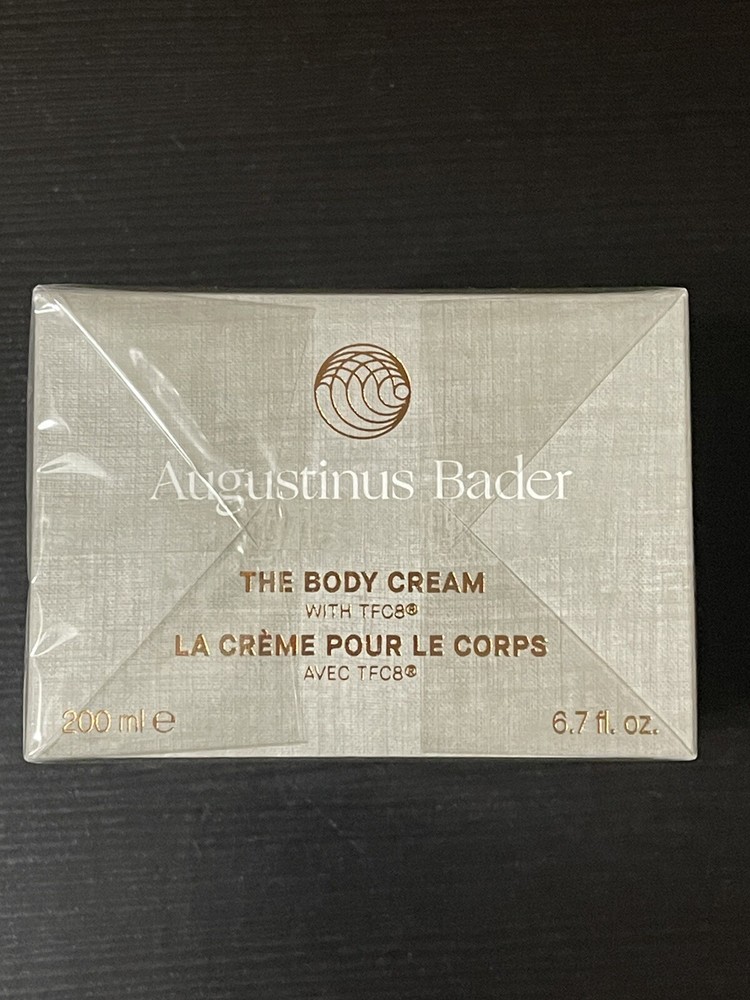 Augustinus Bader
THE BODY CREAM
WITH TFC8®
LA CRÈME POUR LE CORPS
AVEC TFC8®
200 ml ℮
6.7 fl. oz.